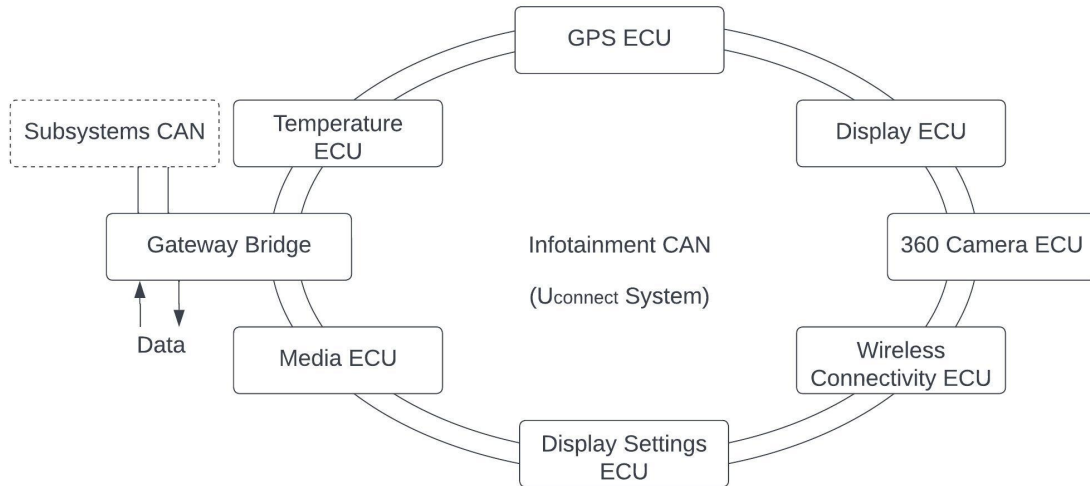 GPS ECU
Subsystems CAN
Temperature
ECU
Display ECU
Gateway Bridge
Infotainment CAN
(Uconnect System)
360 Camera ECU
Data
Media ECU
Wireless
Connectivity ECU
Display Settings
ECU